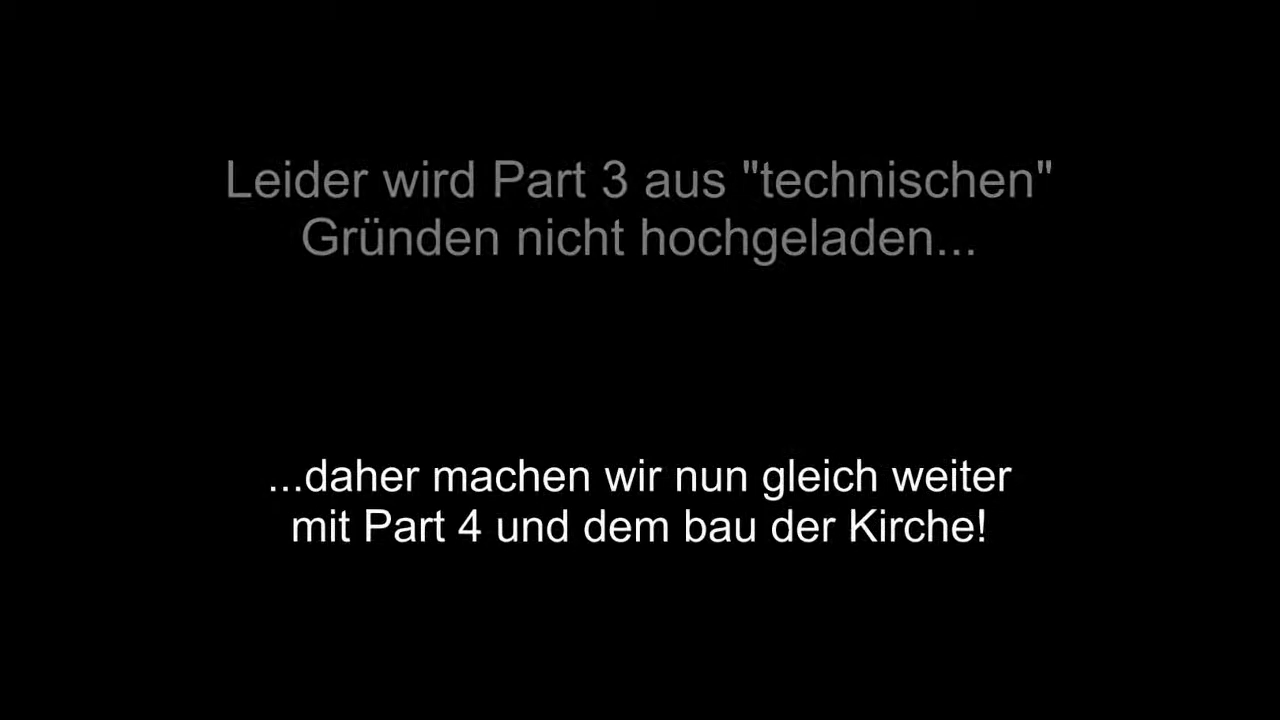 Leider wird Part 3 aus "technischen"
Gründen nicht hochgeladen...
...daher machen wir nun gleich weiter
mit Part 4 und dem bau der Kirche!